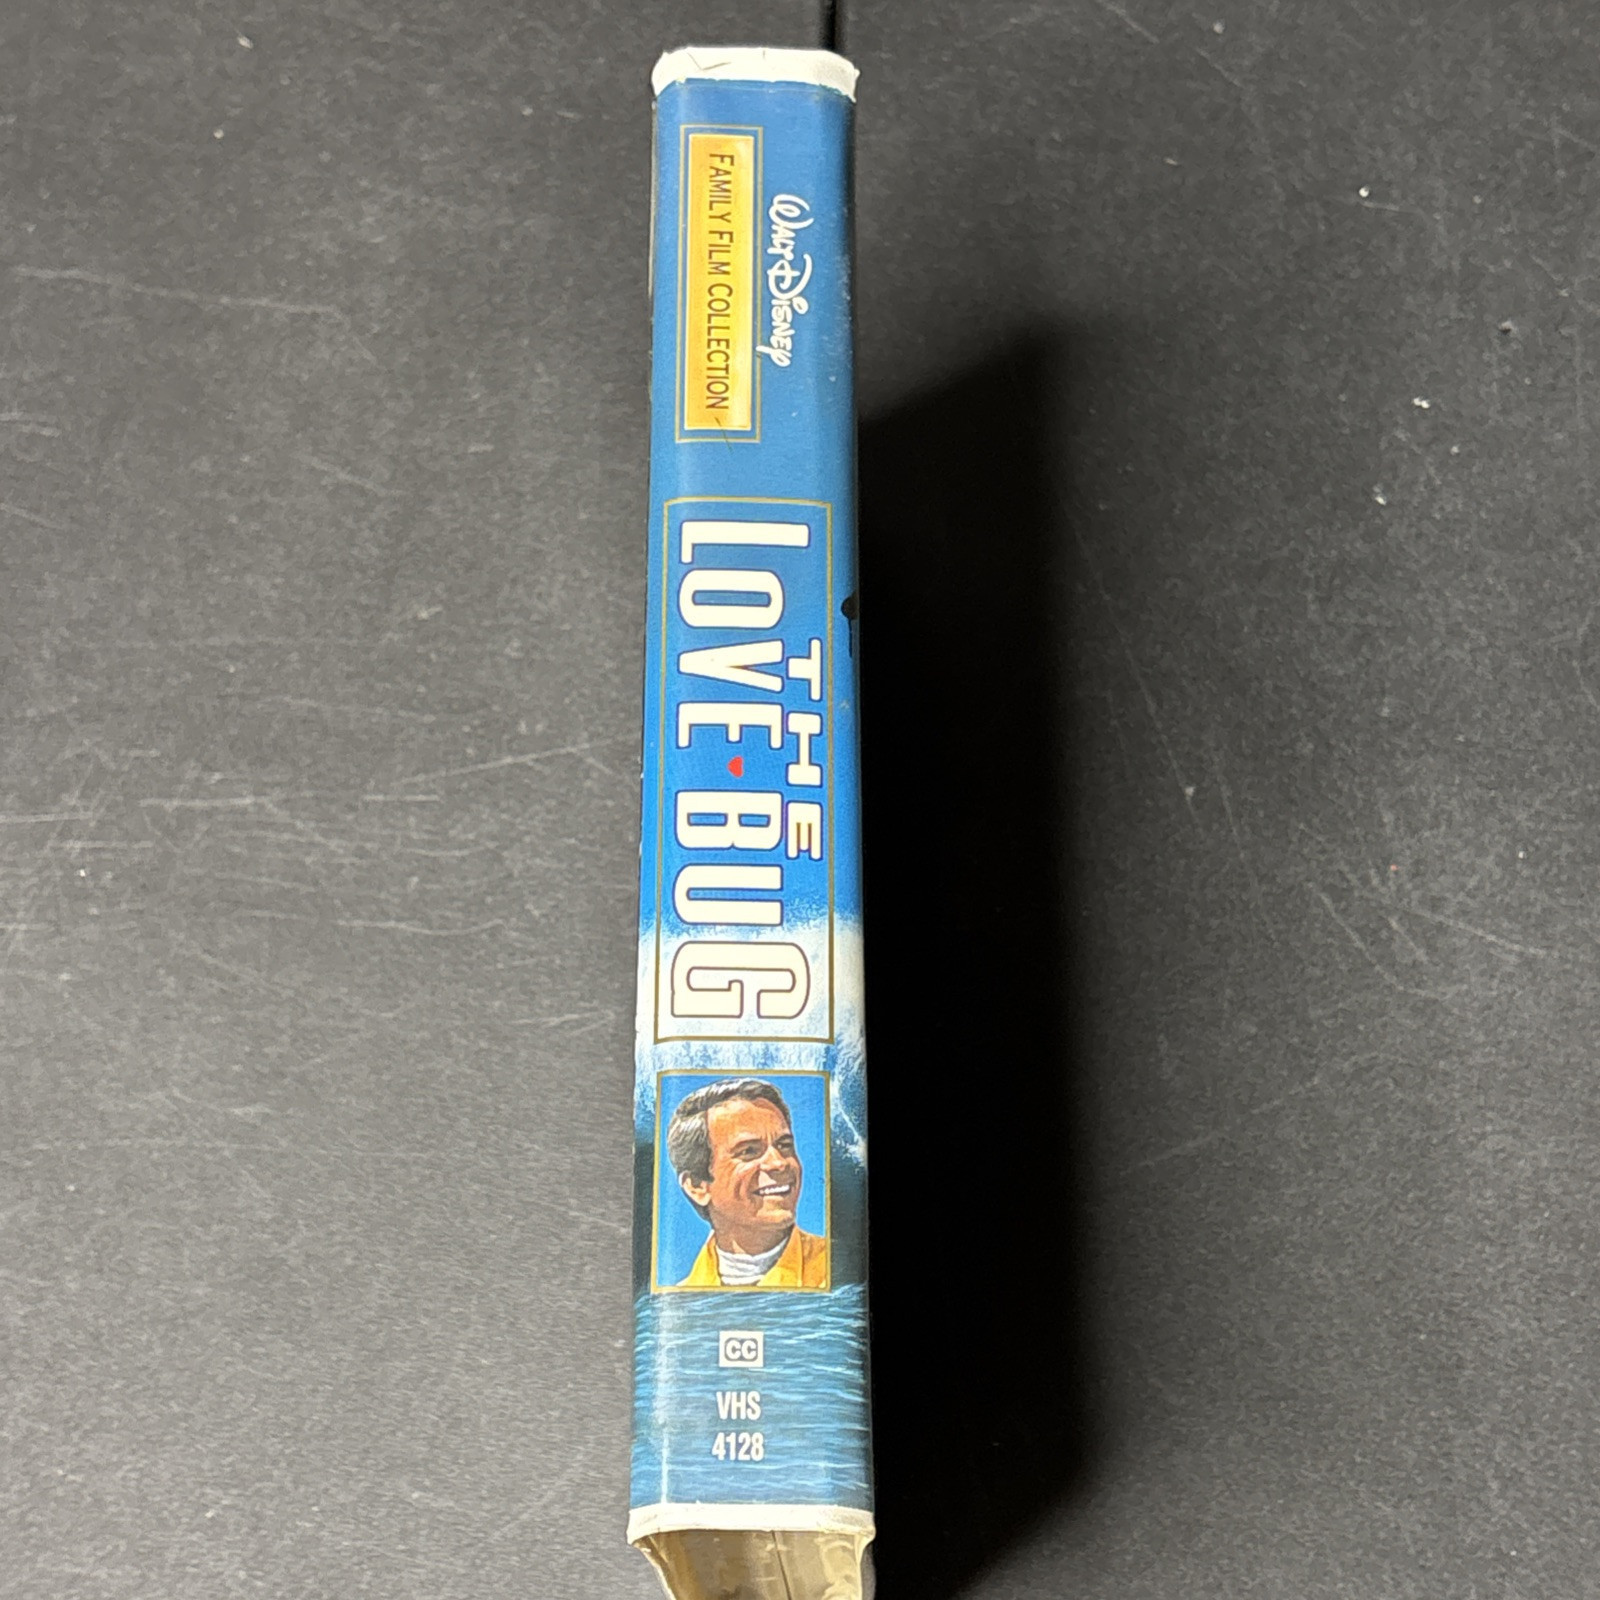 WALT DISNEY
FAMILY FILM COLLECTION
THE
LOVE BUG
CC
VHS
4128